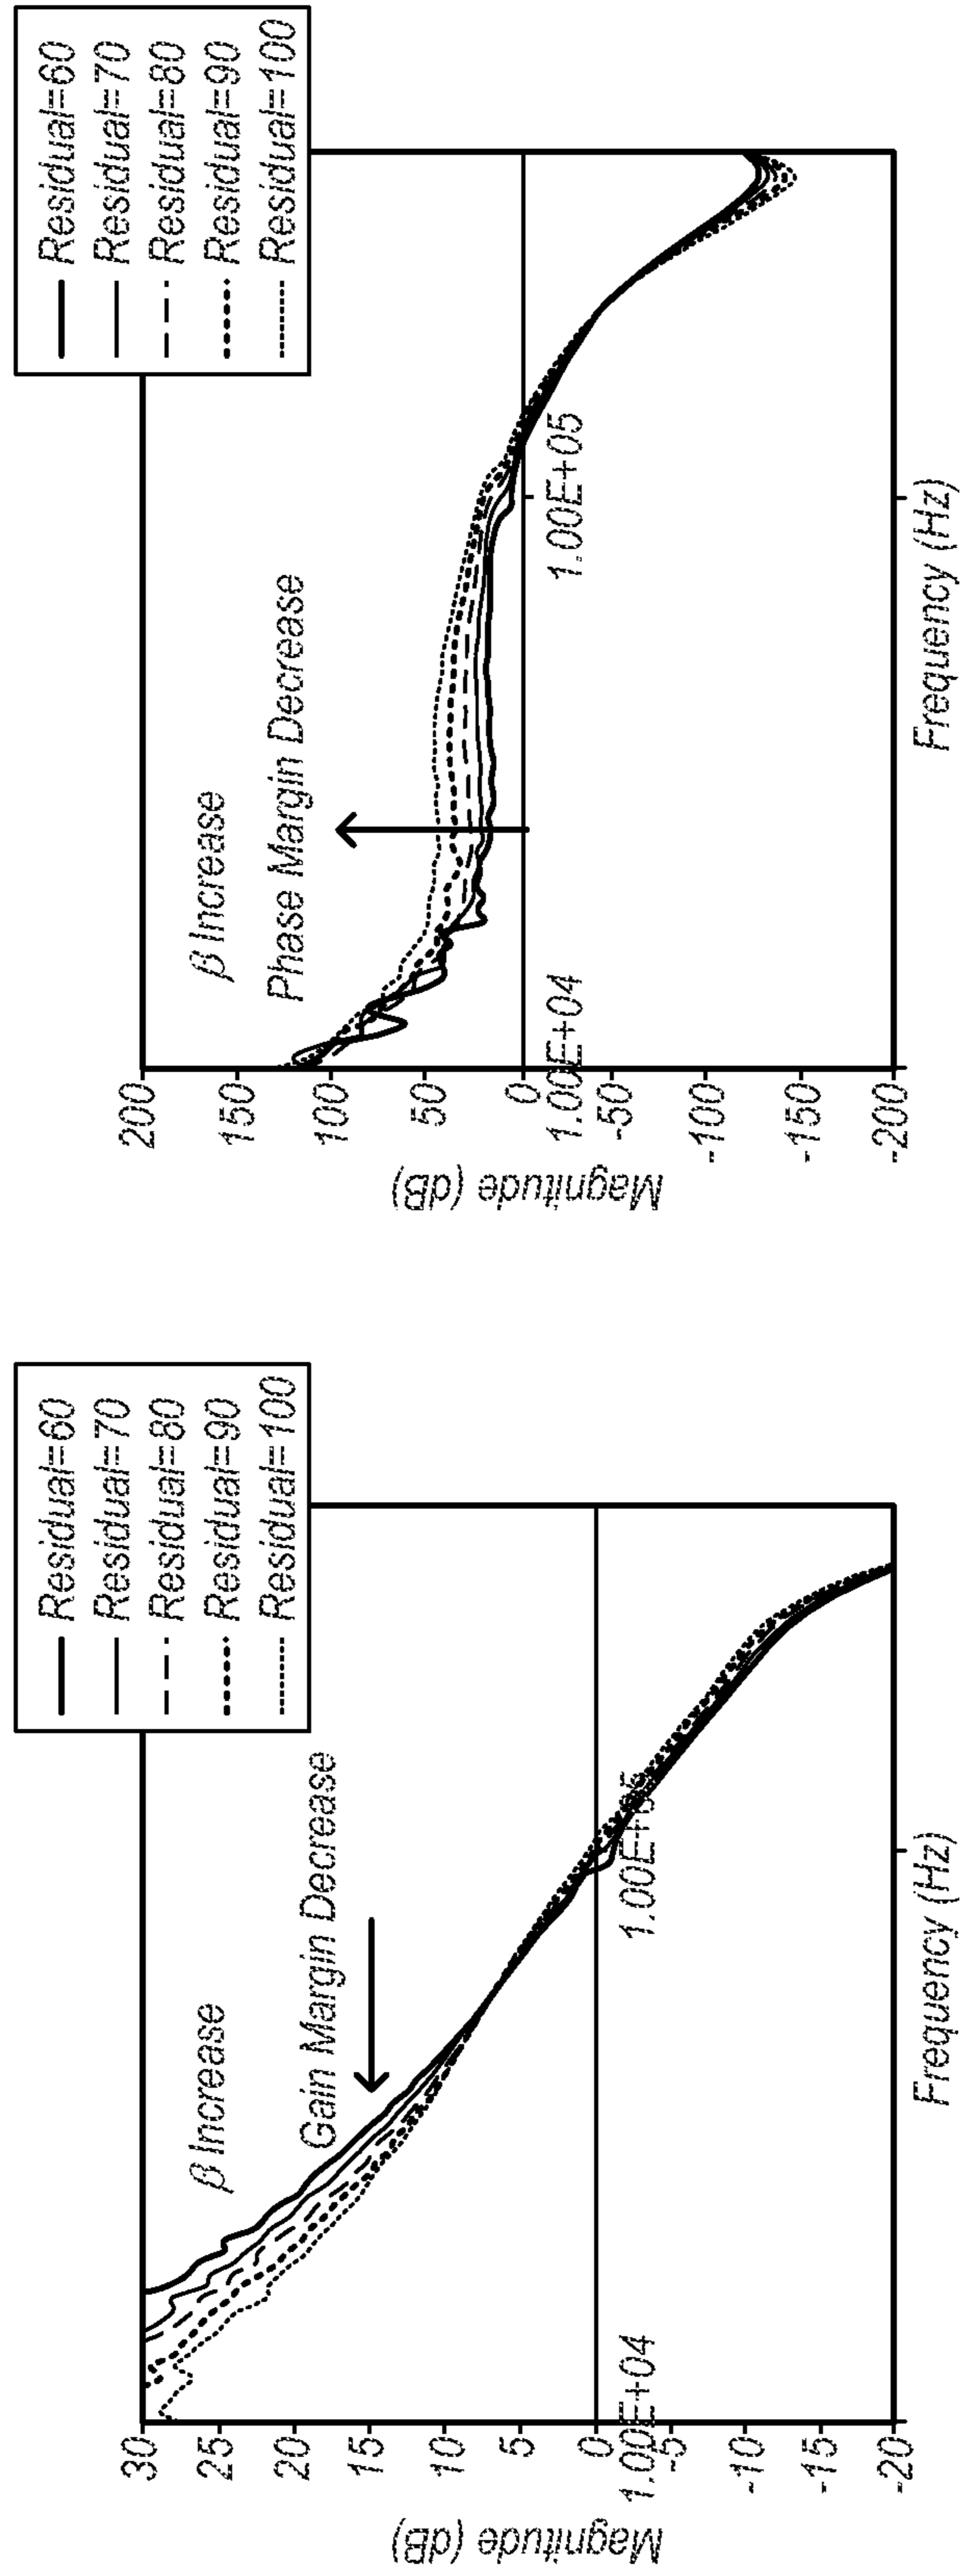 Magnitude (dB)
30
25
20
15
10
5
0
-5
-10
-15
-20
1.00E+04
1.00E+05
Frequency (Hz)
β Increase
Gain Margin Decrease
Residual=60
Residual=70
Residual=80
Residual=90
Residual=100
Magnitude (dB)
200
150
100
50
0
-50
-100
-150
-200
1.00E+04
1.00E+05
Frequency (Hz)
β Increase
Phase Margin Decrease
Residual=60
Residual=70
Residual=80
Residual=90
Residual=100